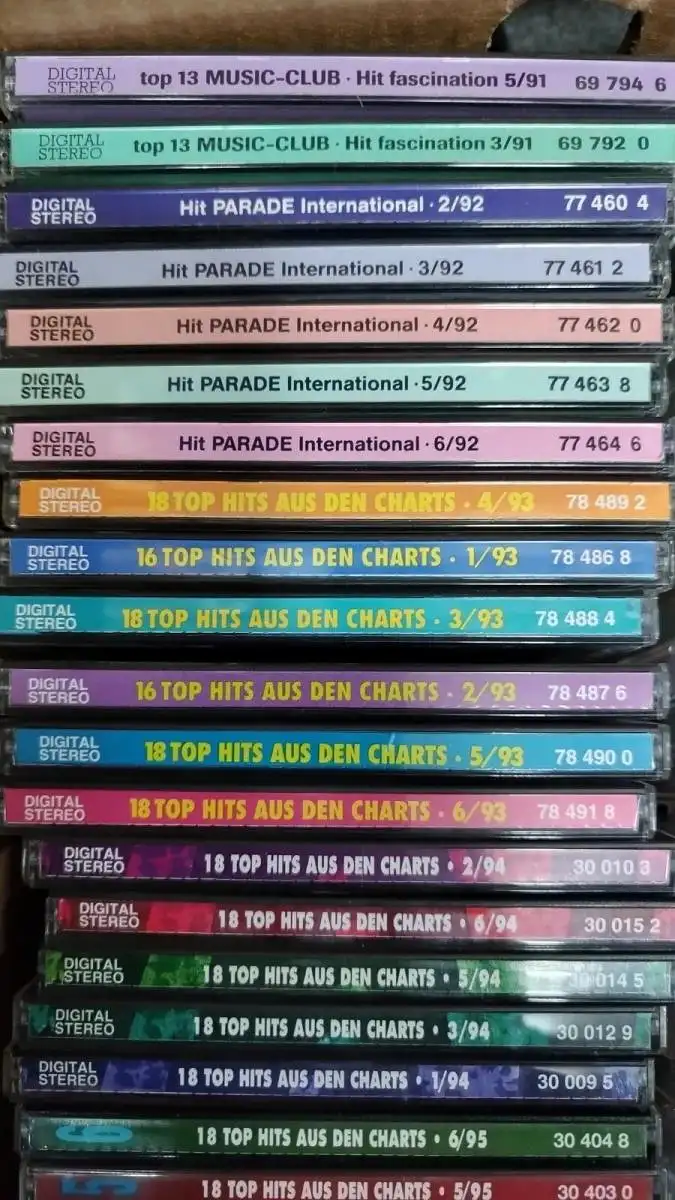 DIGITAL STEREO top 13 MUSIC-CLUB · Hit fascination 5/91 69 794 6
DIGITAL STEREO top 13 MUSIC-CLUB · Hit fascination 3/91 69 792 0
DIGITAL STEREO Hit PARADE International · 2/92 77 460 4
DIGITAL STEREO Hit PARADE International · 3/92 77 461 2
DIGITAL STEREO Hit PARADE International · 4/92 77 462 0
DIGITAL STEREO Hit PARADE International · 5/92 77 463 8
DIGITAL STEREO Hit PARADE International · 6/92 77 464 6
DIGITAL STEREO 18 TOP HITS AUS DEN CHARTS · 4/93 78 489 2
DIGITAL STEREO 16 TOP HITS AUS DEN CHARTS · 1/93 78 486 8
DIGITAL STEREO 18 TOP HITS AUS DEN CHARTS · 3/93 78 488 4
DIGITAL STEREO 16 TOP HITS AUS DEN CHARTS · 2/93 78 487 6
DIGITAL STEREO 18 TOP HITS AUS DEN CHARTS · 5/93 78 490 0
DIGITAL STEREO 18 TOP HITS AUS DEN CHARTS · 6/93 78 491 8
DIGITAL STEREO 18 TOP HITS AUS DEN CHARTS • 2/94 30 010 3
DIGITAL STEREO 18 TOP HITS AUS DEN CHARTS • 6/94 30 015 2
DIGITAL STEREO 18 TOP HITS AUS DEN CHARTS • 5/94 30 014 5
DIGITAL STEREO 18 TOP HITS AUS DEN CHARTS • 3/94 30 012 9
DIGITAL STEREO 18 TOP HITS AUS DEN CHARTS • 1/94 30 009 5
6 18 TOP HITS AUS DEN CHARTS • 6/95 30 404 8
5 18 TOP HITS AUS DEN CHARTS • 5/95 30 403 0